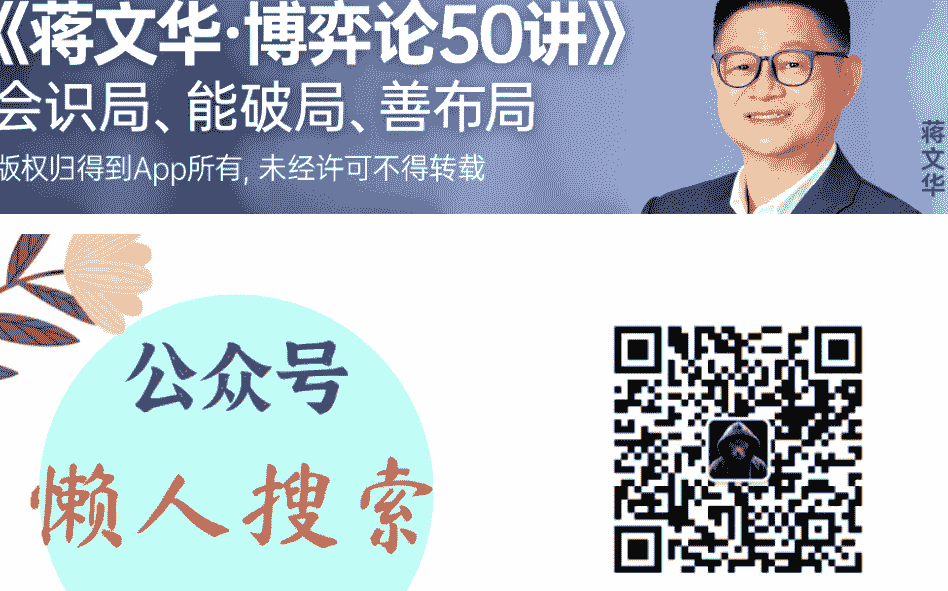 《蒋文华·博弈论50讲》
会识局、能破局、善布局
版权归得到App所有, 未经许可不得转载
蒋文华
公众号
懒人搜索